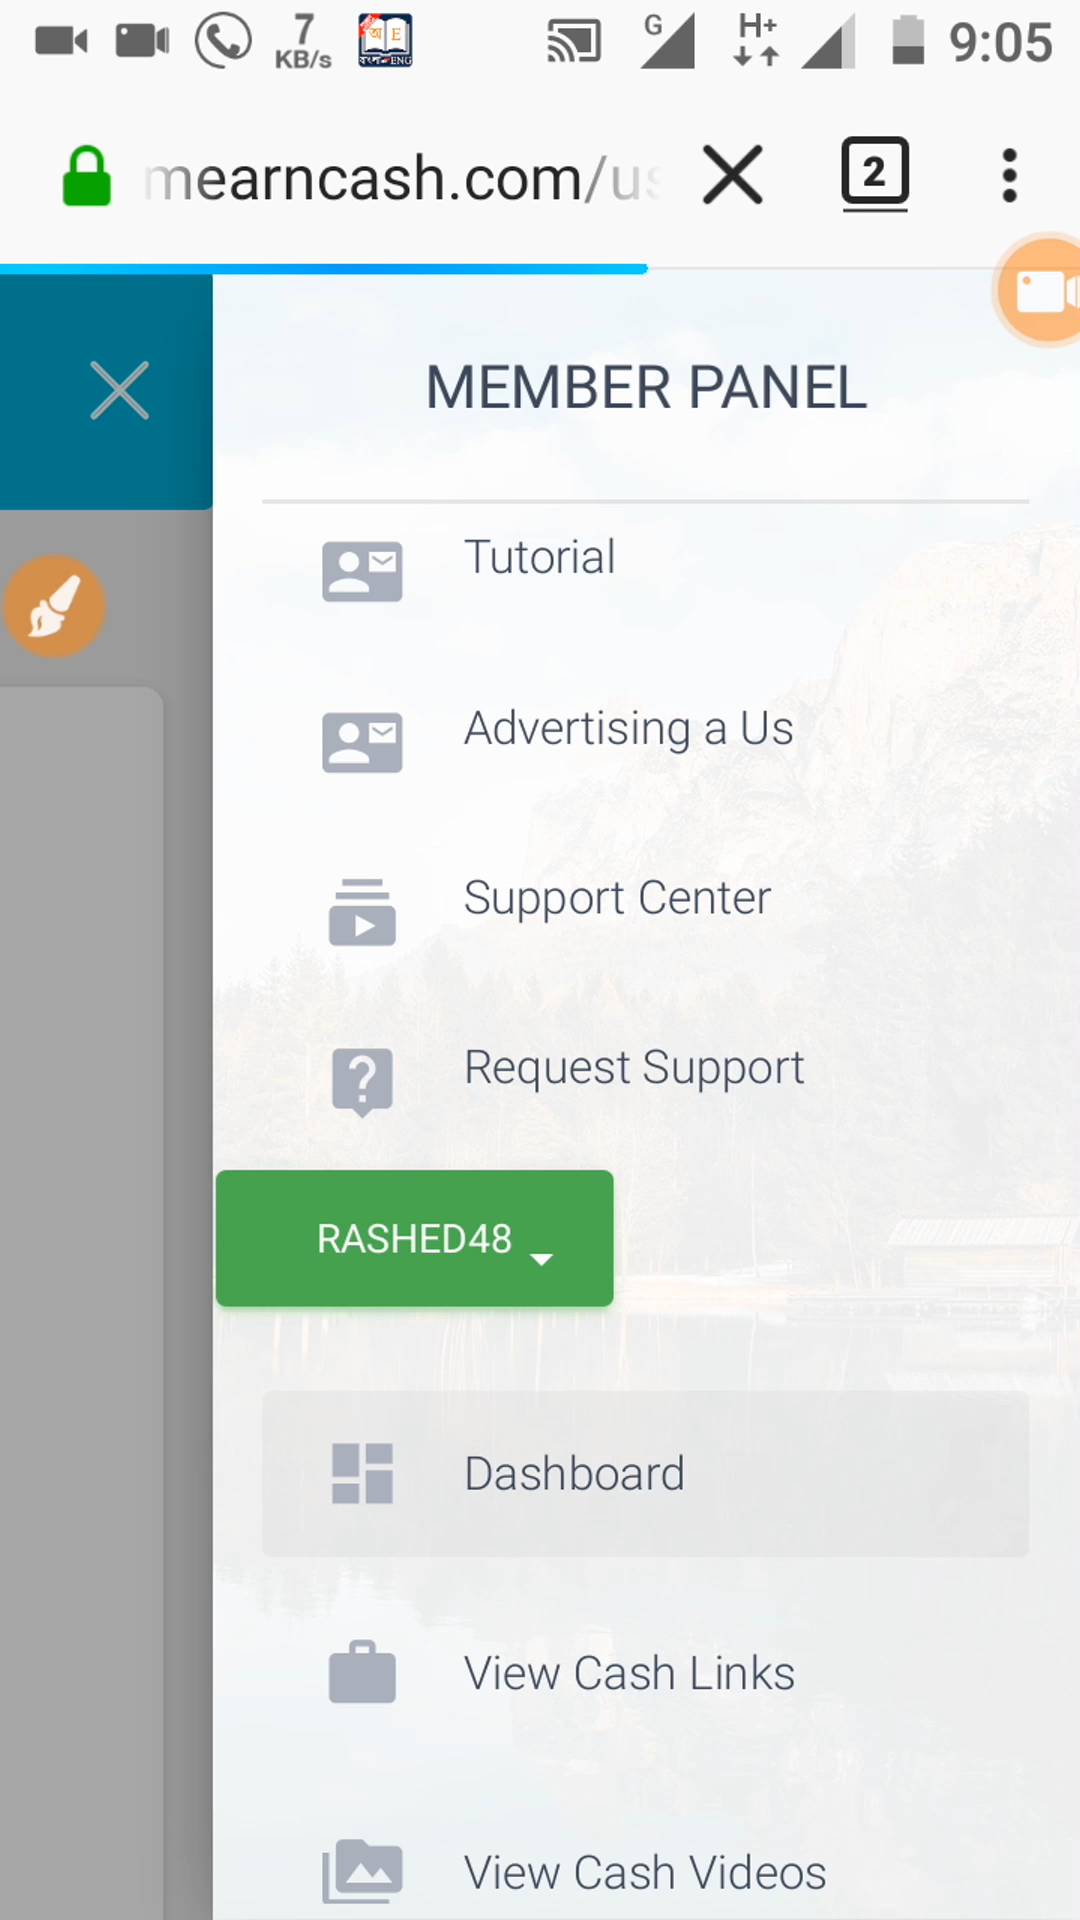 7
KB/s
অ E
বাংলা ENG
G
H+
9:05
mearncash.com/us
2
MEMBER PANEL
Tutorial
Advertising a Us
Support Center
Request Support
RASHED48
Dashboard
View Cash Links
View Cash Videos